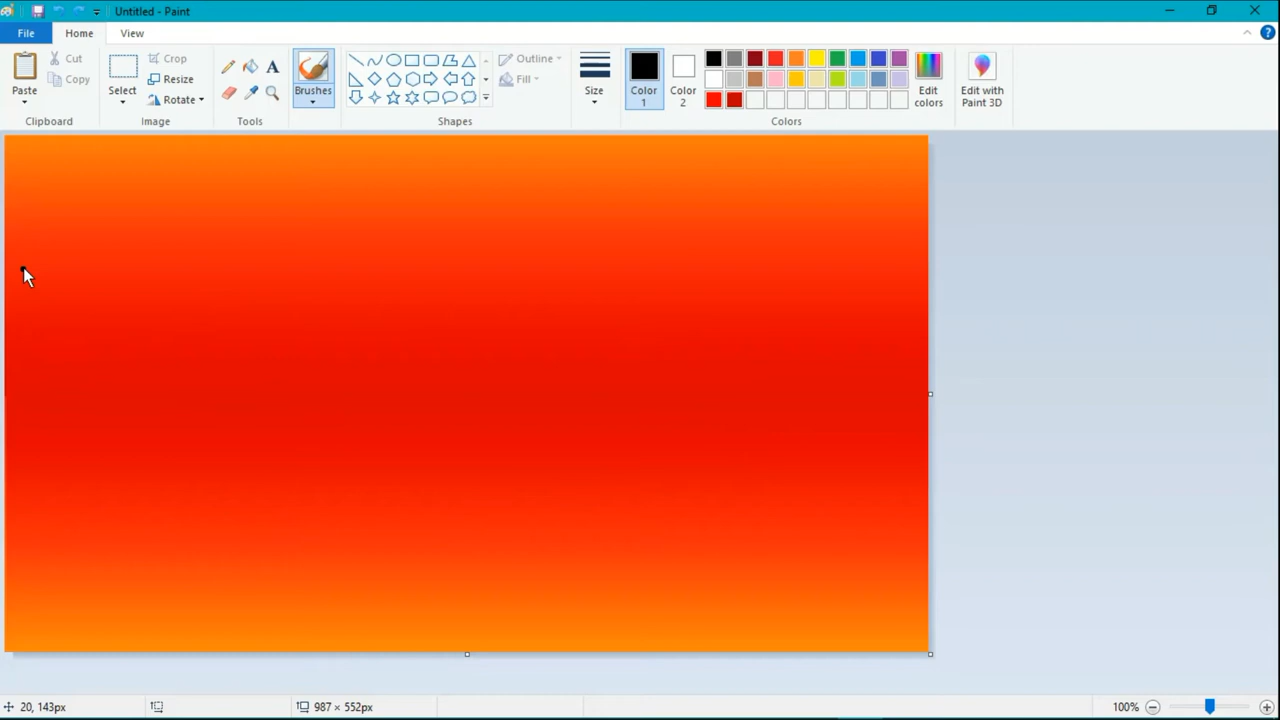 Untitled - Paint
File Home View
Paste
Cut
Copy
Clipboard
Select
Crop
Resize
Rotate
Image
A
Tools
Brushes
Shapes
Outline
Fill
Size
Color 1
Color 2
Edit colors
Colors
Edit with Paint 3D
20, 143px
987 × 552px
100%